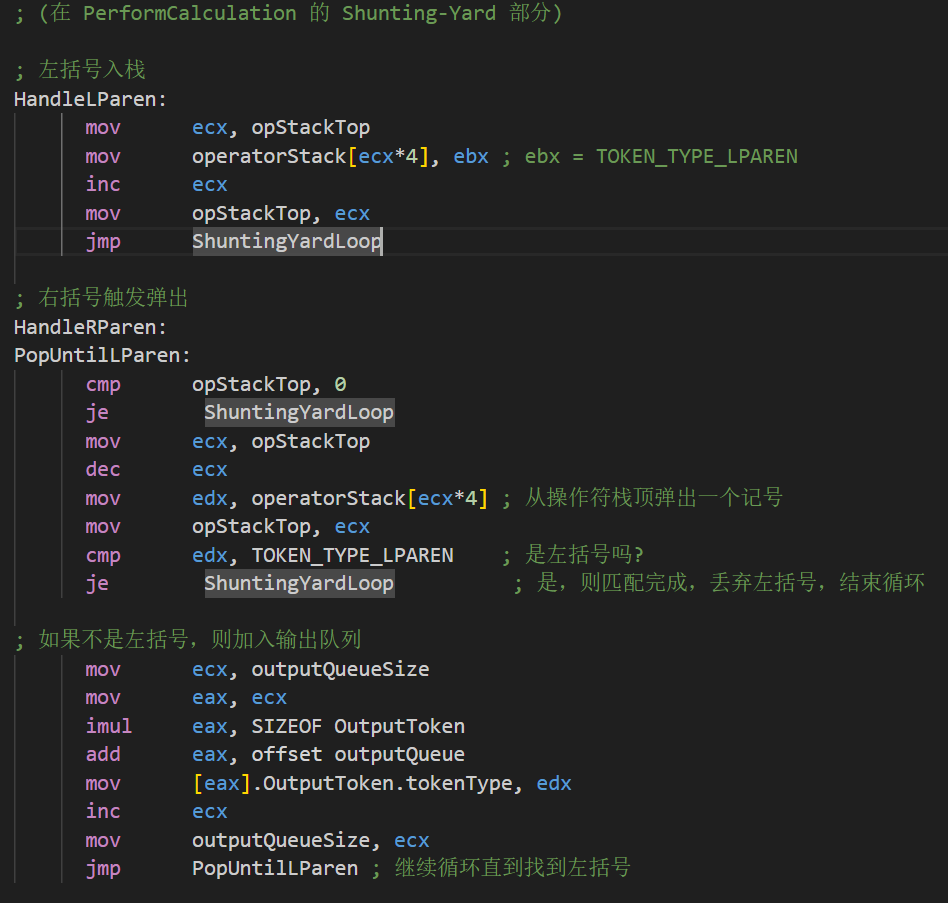 ; (在 PerformCalculation 的 Shunting-Yard 部分)
; 左括号入栈
HandleLParen:
mov ecx, opStackTop
mov operatorStack[ecx*4], ebx ; ebx = TOKEN_TYPE_LPAREN
inc ecx
mov opStackTop, ecx
jmp ShuntingYardLoop
; 右括号触发弹出
HandleRParen:
PopUntilLParen:
cmp opStackTop, 0
je ShuntingYardLoop
mov ecx, opStackTop
dec ecx
mov edx, operatorStack[ecx*4] ; 从操作符栈顶弹出一个记号
mov opStackTop, ecx
cmp edx, TOKEN_TYPE_LPAREN ; 是左括号吗?
je ShuntingYardLoop ; 是，则匹配完成，丢弃左括号，结束循环
; 如果不是左括号，则加入输出队列
mov ecx, outputQueueSize
mov eax, ecx
imul eax, SIZEOF OutputToken
add eax, offset outputQueue
mov [eax].OutputToken.tokenType, edx
inc ecx
mov outputQueueSize, ecx
jmp PopUntilLParen ; 继续循环直到找到左括号